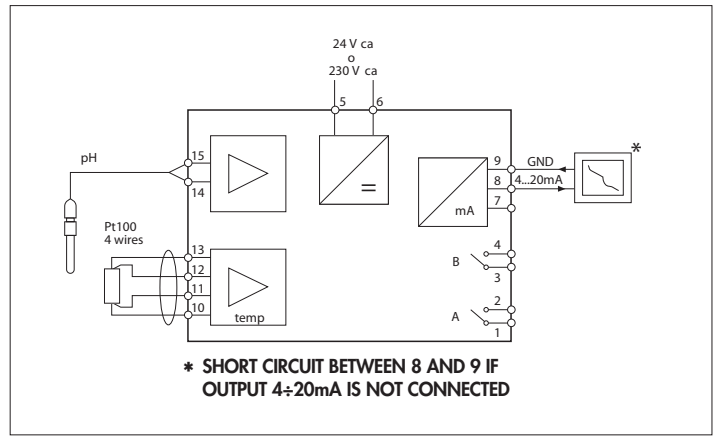 24 V ca
o
230 V ca
5 6
pH
15
14
9 GND
8 4...20mA
7
mA
Pt100
4 wires
13
12
11
10
temp
B
4
3
A
2
1
*
* SHORT CIRCUIT BETWEEN 8 AND 9 IF
OUTPUT 4÷20mA IS NOT CONNECTED